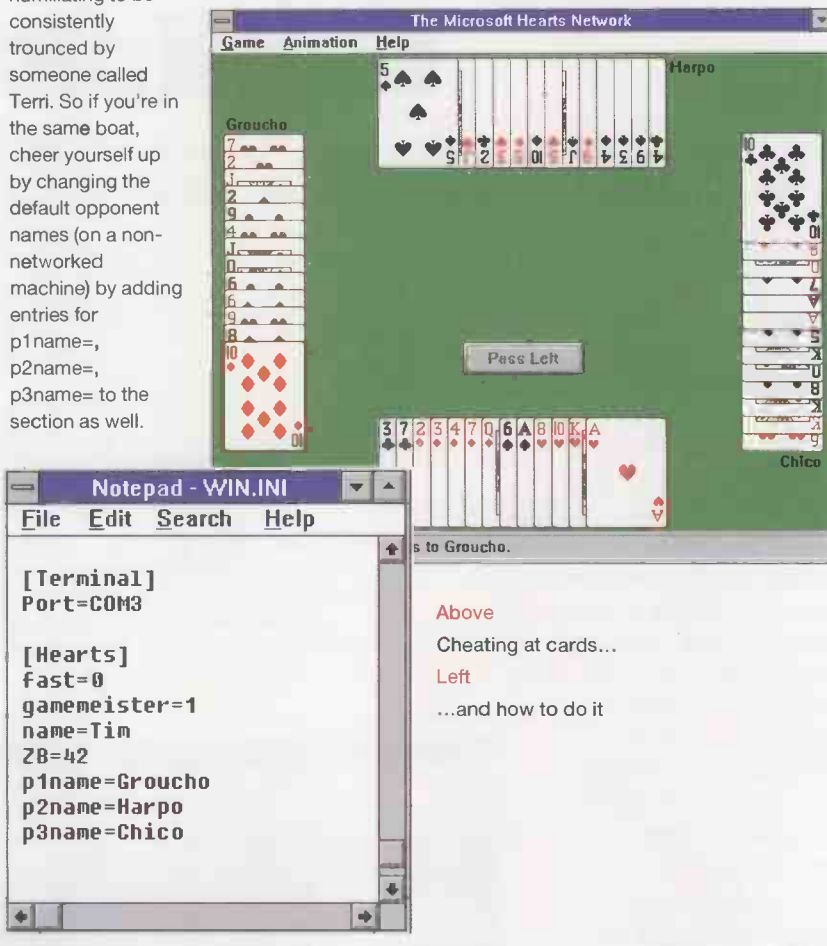 humiliating to be
consistently
trounced by
someone called
Terri. So if you're in
the same boat,
cheer yourself up
by changing the
default opponent
names (on a non-
networked
machine) by adding
entries for
p1name=,
p2name=,
p3name= to the
section as well.
The Microsoft Hearts Network
Game Animation Help
Harpo
Groucho
Pass Left
Chico
s to Groucho.
Notepad - WIN.INI
File Edit Search Help
[Terminal]
Port=COM3
[Hearts]
fast=0
gamemeister=1
name=Tim
ZB=42
p1name=Groucho
p2name=Harpo
p3name=Chico
Above
Cheating at cards...
Left
...and how to do it